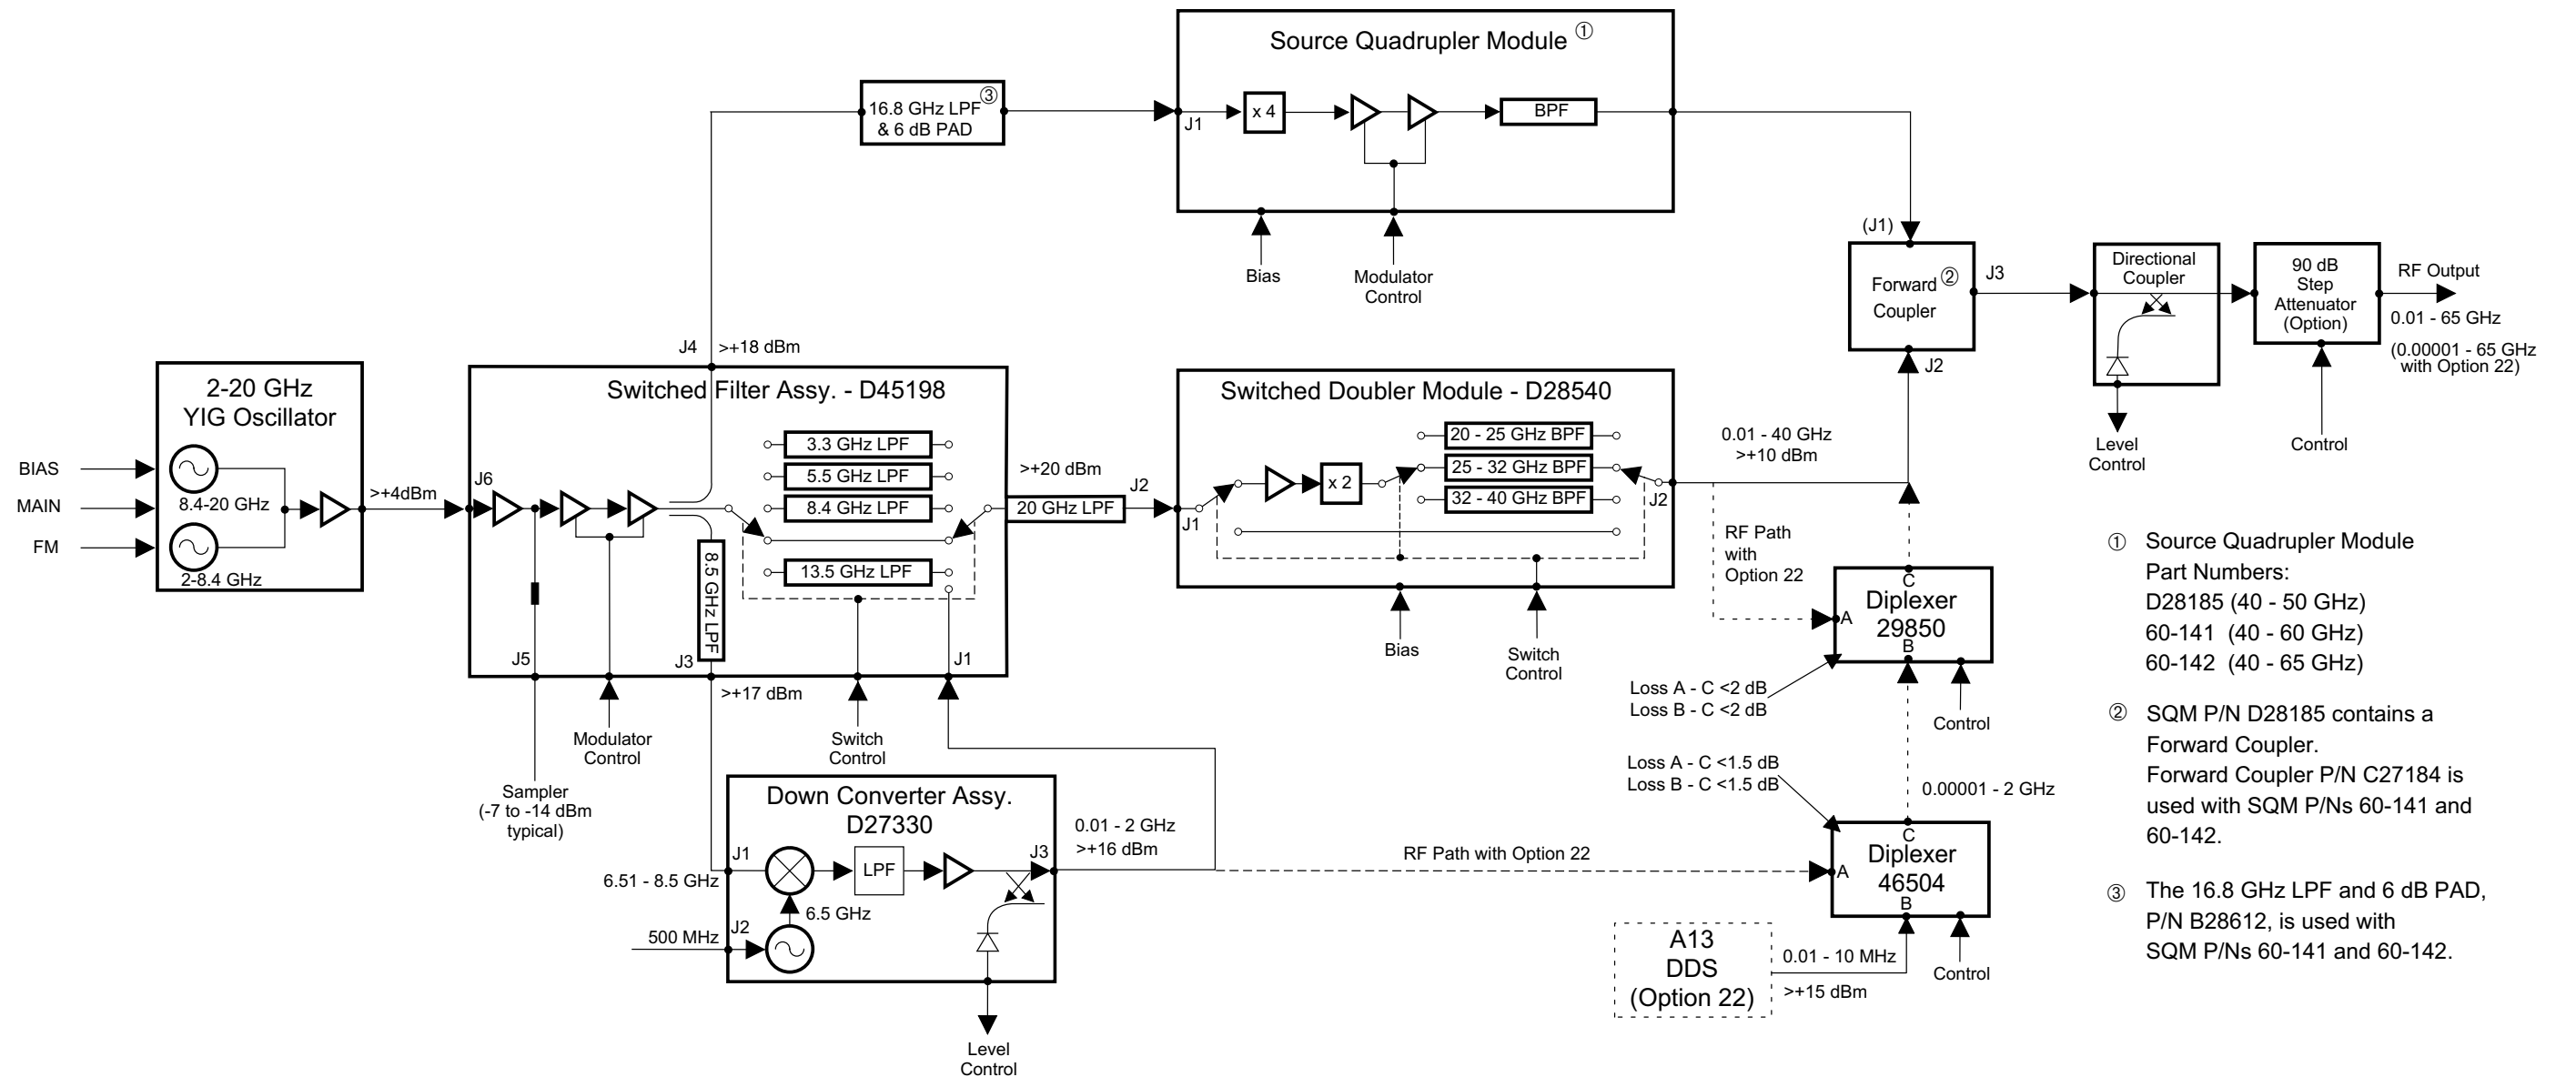 Source Quadrupler Module ①
16.8 GHz LPF ③
& 6 dB PAD
J1
x 4
BPF
Bias
Modulator
Control
(J1)
Forward ②
Coupler
J3
J2
Directional
Coupler
Level
Control
90 dB
Step
Attenuator
(Option)
Control
RF Output
0.01 - 65 GHz
(0.00001 - 65 GHz
with Option 22)
2-20 GHz
YIG Oscillator
BIAS
MAIN
FM
8.4-20 GHz
2-8.4 GHz
>+4dBm
J4
>+18 dBm
Switched Filter Assy. - D45198
J6
3.3 GHz LPF
5.5 GHz LPF
8.4 GHz LPF
13.5 GHz LPF
8.5 GHz LPF
J5
J3
J1
>+17 dBm
Sampler
(-7 to -14 dBm
typical)
Modulator
Control
Switch
Control
>+20 dBm
20 GHz LPF
J2
Switched Doubler Module - D28540
J1
x 2
20 - 25 GHz BPF
25 - 32 GHz BPF
32 - 40 GHz BPF
J2
Bias
Switch
Control
0.01 - 40 GHz
>+10 dBm
RF Path
with
Option 22
C
Diplexer
29850
A
B
Loss A - C <2 dB
Loss B - C <2 dB
Control
Loss A - C <1.5 dB
Loss B - C <1.5 dB
0.00001 - 2 GHz
C
Diplexer
46504
A
B
Control
Down Converter Assy.
D27330
J1
6.51 - 8.5 GHz
LPF
J3
6.5 GHz
500 MHz
J2
Level
Control
0.01 - 2 GHz
>+16 dBm
RF Path with Option 22
A13
DDS
(Option 22)
0.01 - 10 MHz
>+15 dBm
① Source Quadrupler Module
Part Numbers:
D28185 (40 - 50 GHz)
60-141 (40 - 60 GHz)
60-142 (40 - 65 GHz)
② SQM P/N D28185 contains a
Forward Coupler.
Forward Coupler P/N C27184 is
used with SQM P/Ns 60-141 and
60-142.
③ The 16.8 GHz LPF and 6 dB PAD,
P/N B28612, is used with
SQM P/Ns 60-141 and 60-142.